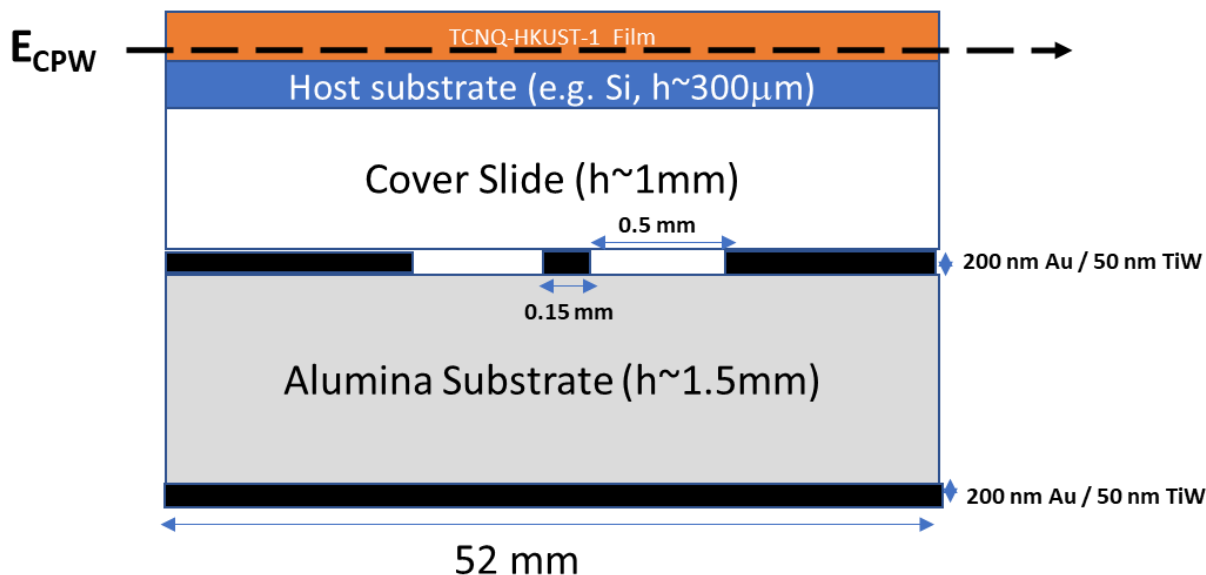 TCNQ-HKUST-1 Film
E_CPW
Host substrate (e.g. Si, h~300μm)
Cover Slide (h~1mm)
0.5 mm
200 nm Au / 50 nm TiW
0.15 mm
Alumina Substrate (h~1.5mm)
200 nm Au / 50 nm TiW
52 mm